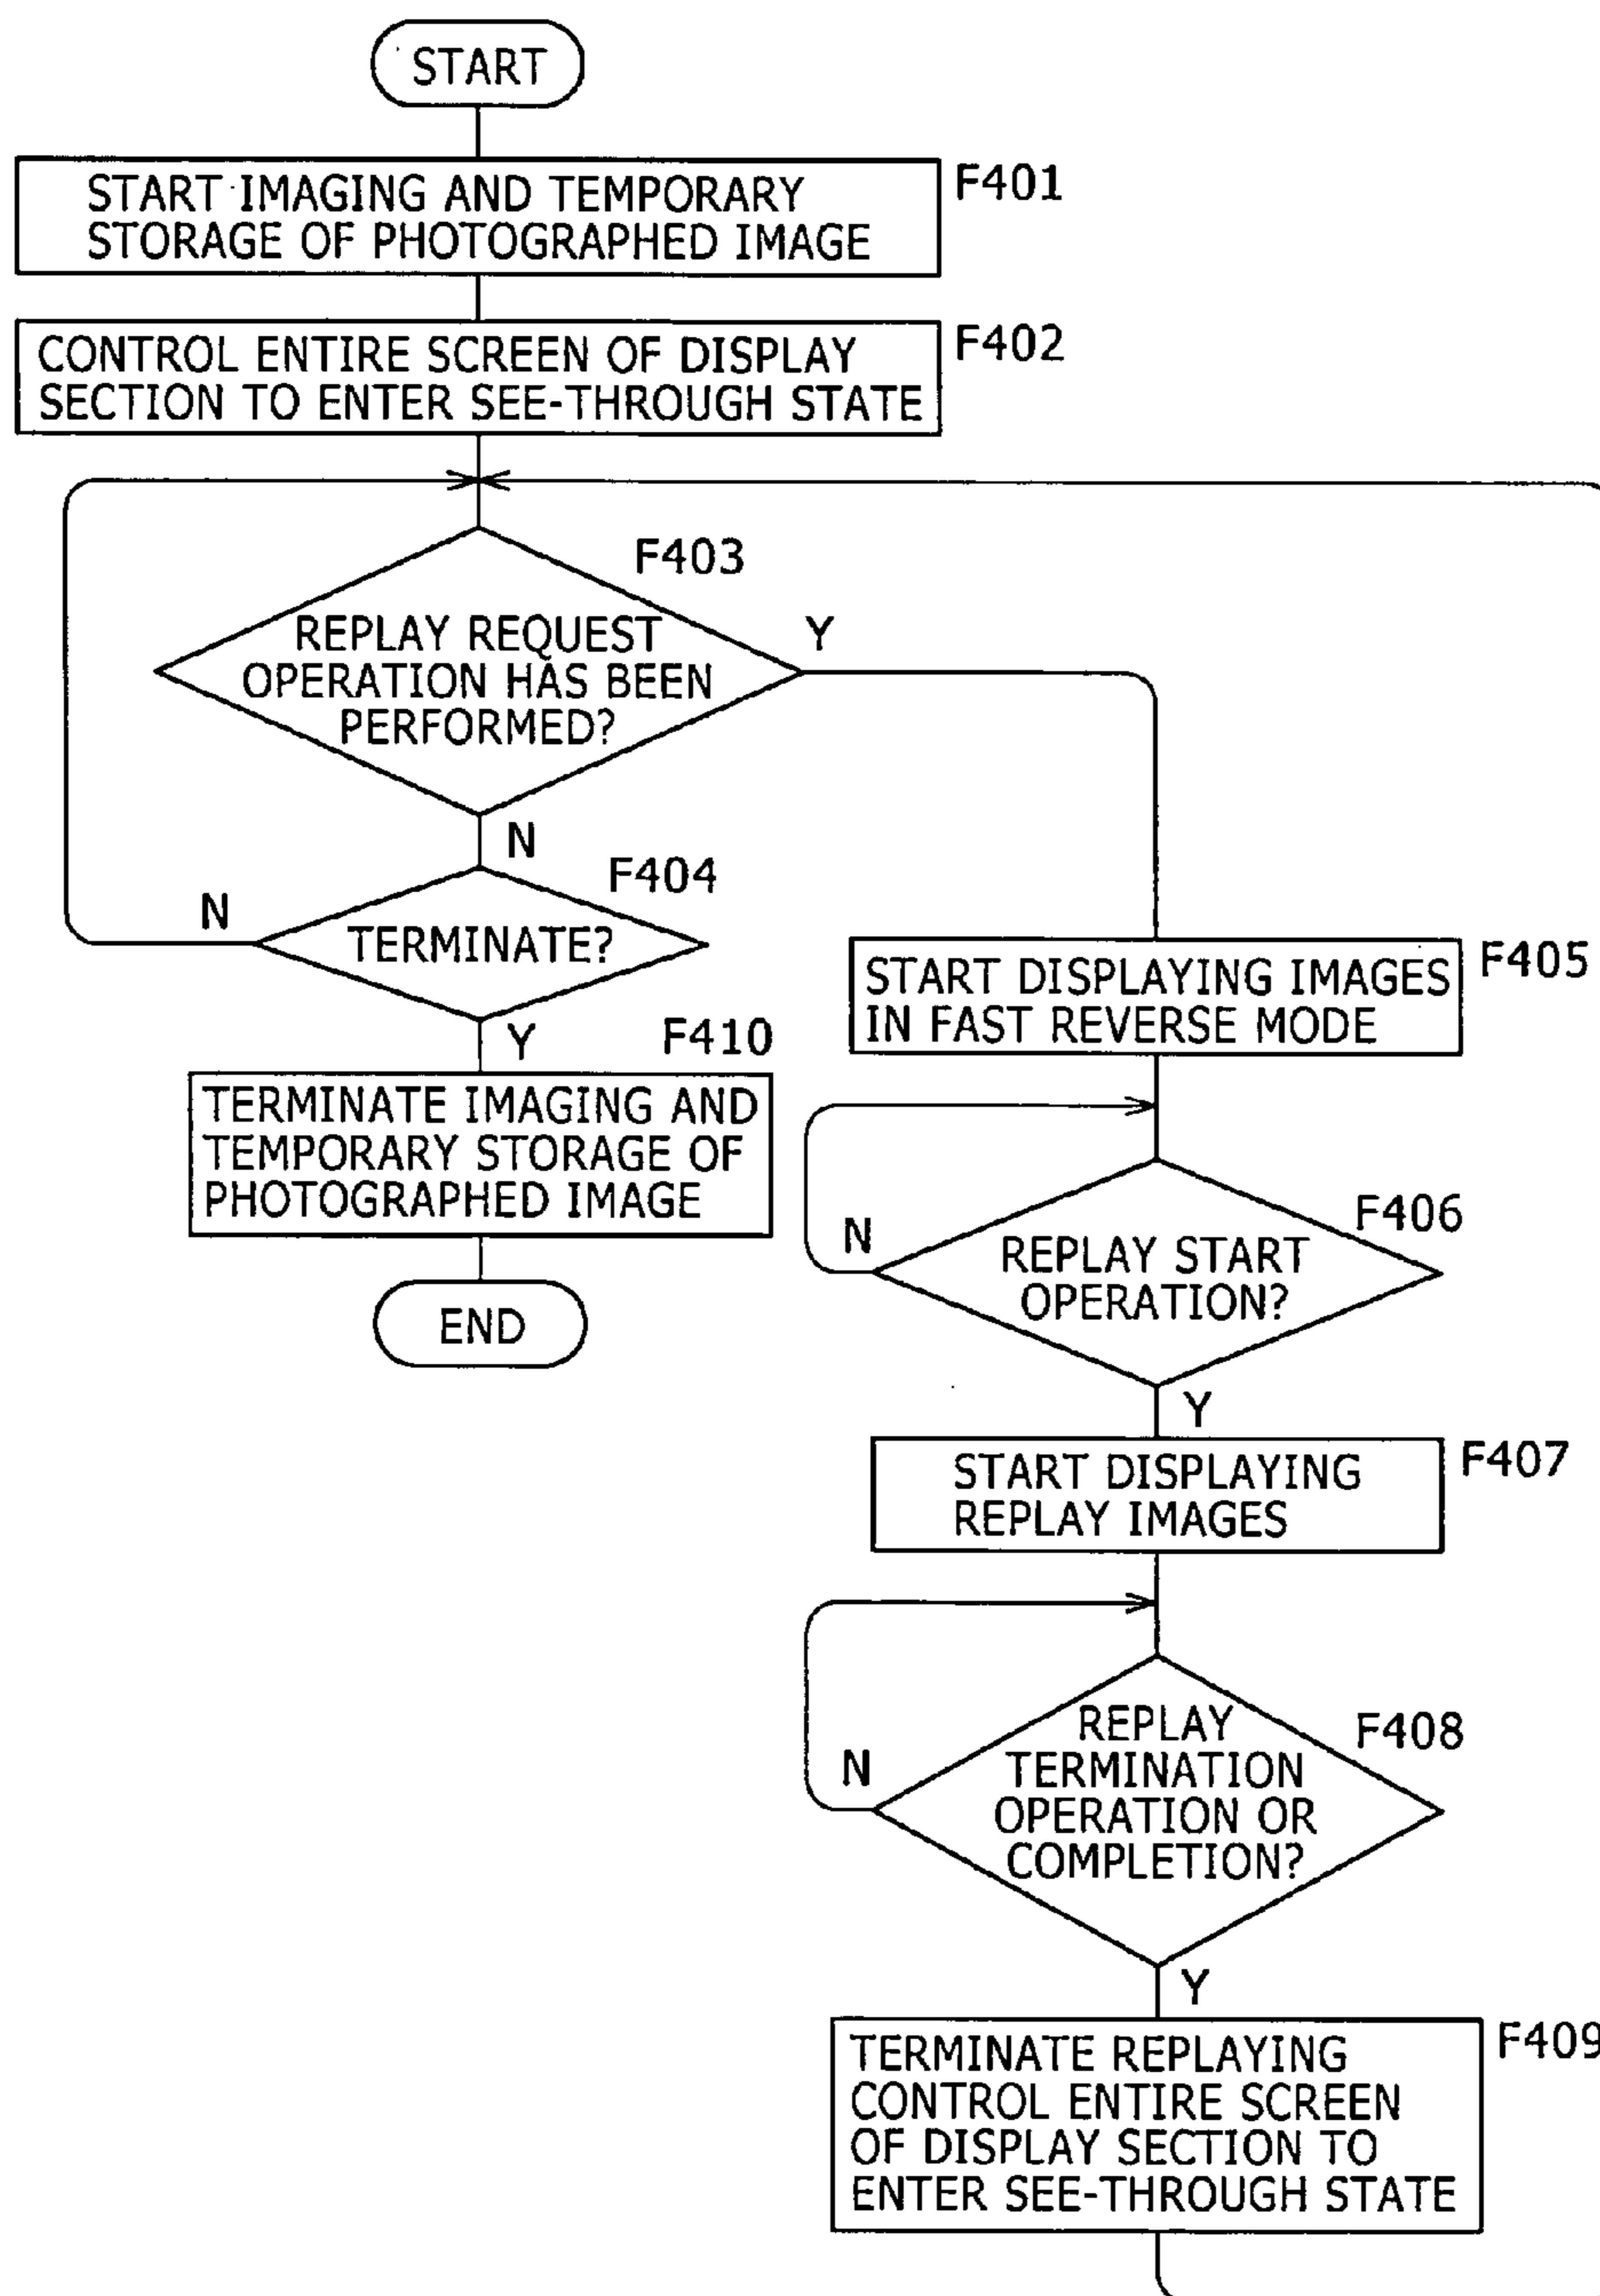 START
START IMAGING AND TEMPORARY
STORAGE OF PHOTOGRAPHED IMAGE
F401
CONTROL ENTIRE SCREEN OF DISPLAY
SECTION TO ENTER SEE-THROUGH STATE
F402
F403
REPLAY REQUEST
OPERATION HAS BEEN
PERFORMED?
Y
N
F404
TERMINATE?
N
Y
F410
TERMINATE IMAGING AND
TEMPORARY STORAGE OF
PHOTOGRAPHED IMAGE
END
START DISPLAYING IMAGES
IN FAST REVERSE MODE
F405
F406
REPLAY START
OPERATION?
N
Y
START DISPLAYING
REPLAY IMAGES
F407
F408
REPLAY
TERMINATION
OPERATION OR
COMPLETION?
N
Y
TERMINATE REPLAYING
CONTROL ENTIRE SCREEN
OF DISPLAY SECTION TO
ENTER SEE-THROUGH STATE
F409